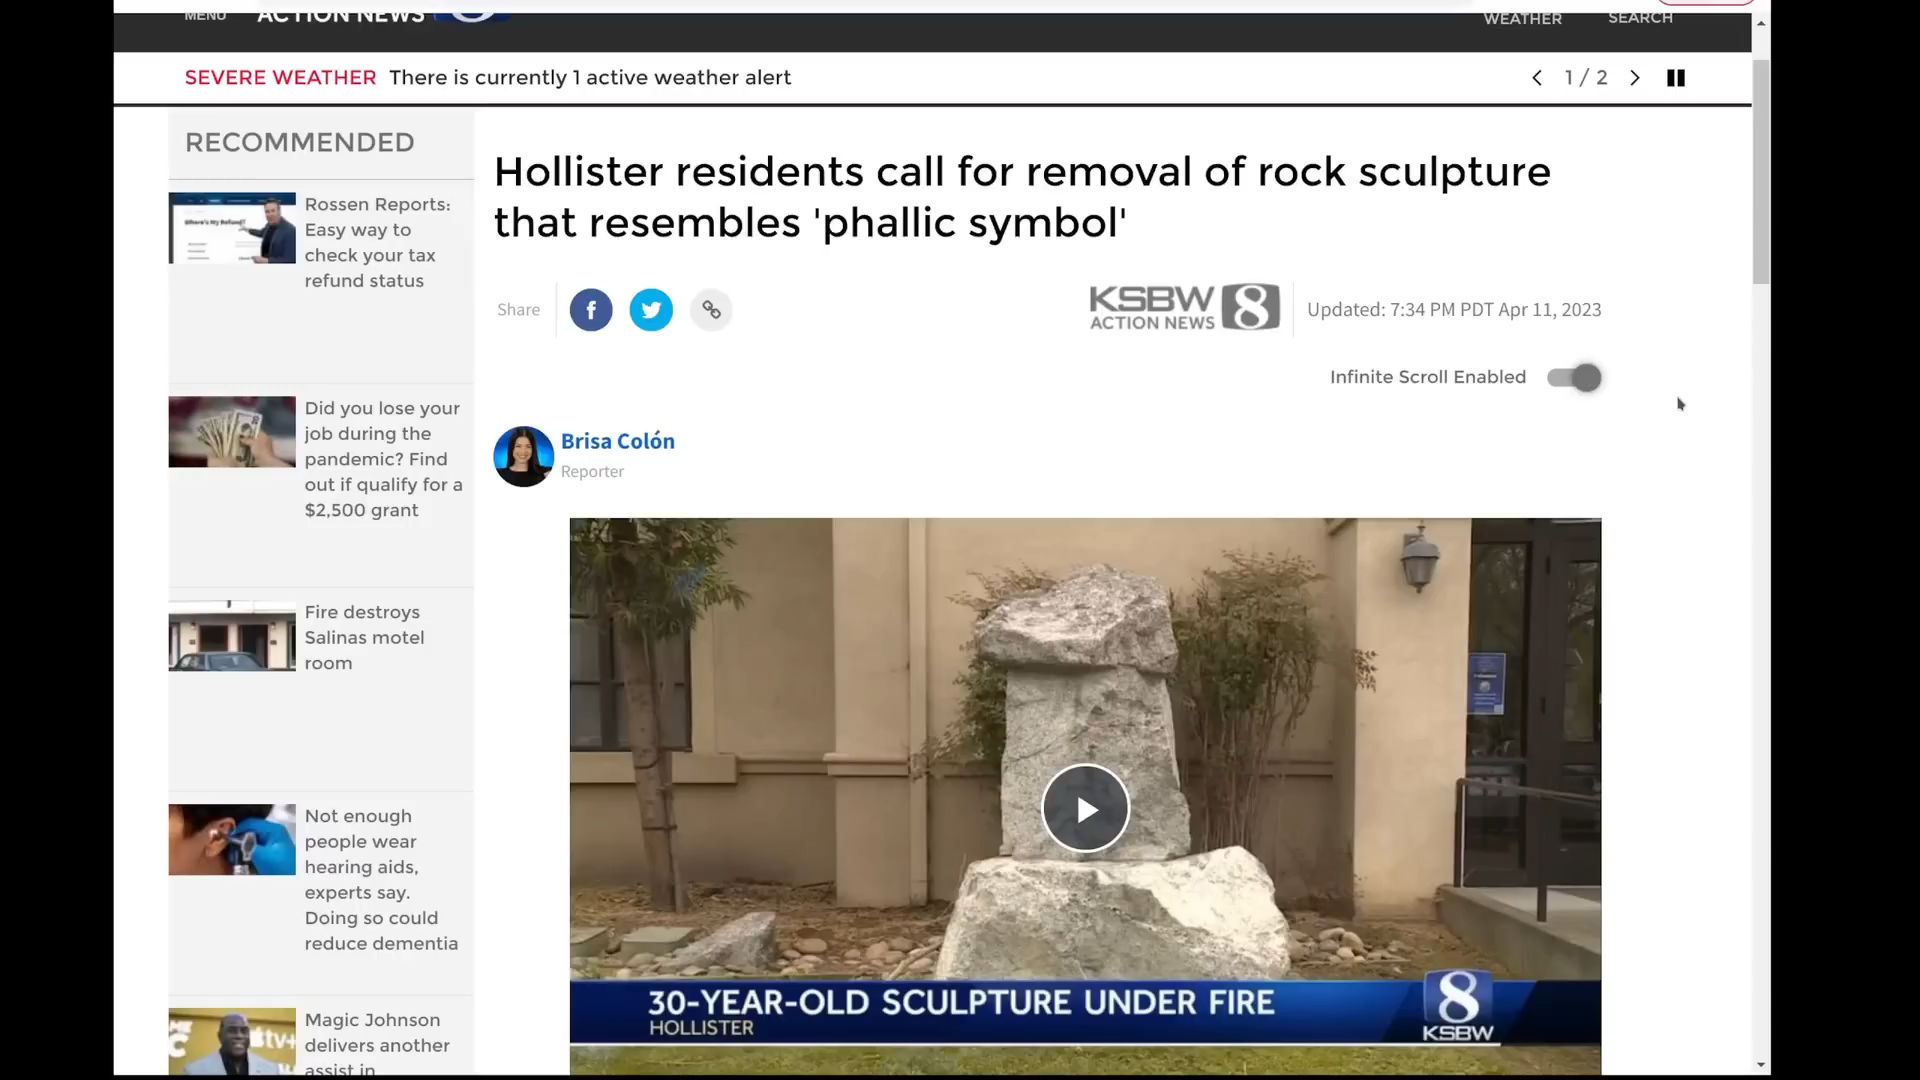 MENU
ACTION NEWS 8
WEATHER
SEARCH
SEVERE WEATHER There is currently 1 active weather alert
1 / 2
RECOMMENDED
Rossen Reports:
Easy way to
check your tax
refund status
Did you lose your
job during the
pandemic? Find
out if qualify for a
$2,500 grant
Fire destroys
Salinas motel
room
Not enough
people wear
hearing aids,
experts say.
Doing so could
reduce dementia
Magic Johnson
delivers another
assist in
Hollister residents call for removal of rock sculpture
that resembles 'phallic symbol'
Share
KSBW 8
ACTION NEWS
Updated: 7:34 PM PDT Apr 11, 2023
Infinite Scroll Enabled
Brisa Colón
Reporter
30-YEAR-OLD SCULPTURE UNDER FIRE
HOLLISTER
8
KSBW